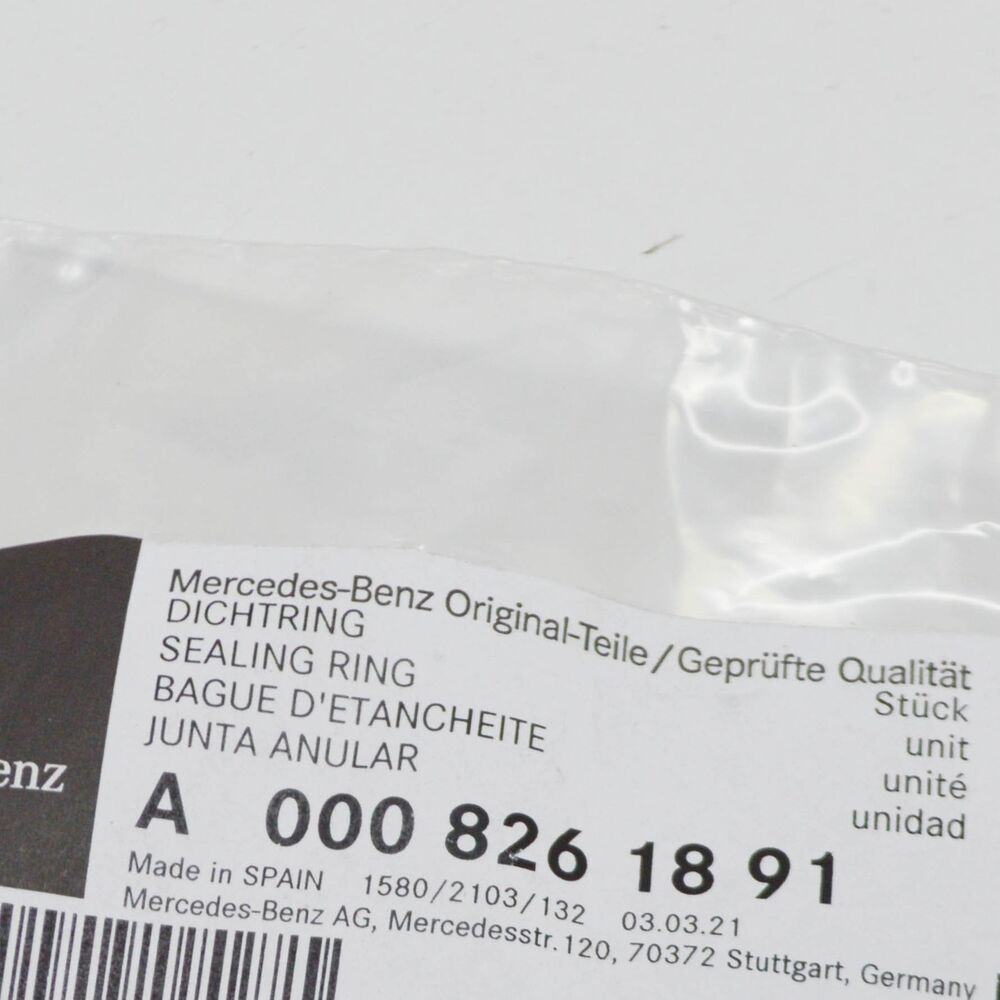 Mercedes-Benz Original-Teile/Geprüfte Qualität
DICHTRING
SEALING RING
BAGUE D'ETANCHEITE
JUNTA ANULAR
Stück
unit
unité
unidad
enz
A 000 826 18 91
Made in SPAIN 1580/2103/132 03.03.21
Mercedes-Benz AG, Mercedesstr.120, 70372 Stuttgart, Germany